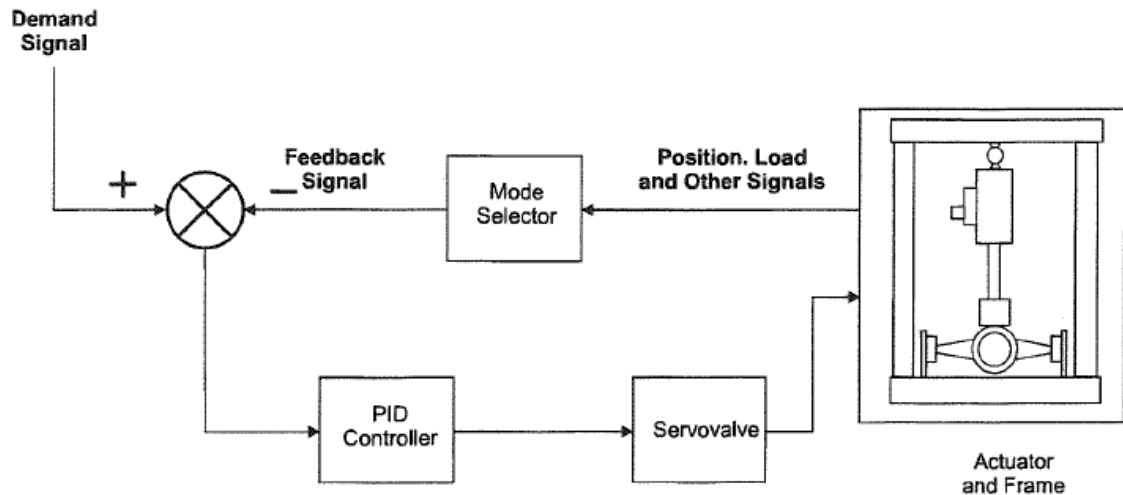 Demand
Signal
+
Feedback
Signal
−
Mode
Selector
Position. Load
and Other Signals
PID
Controller
Servovalve
Actuator
and Frame